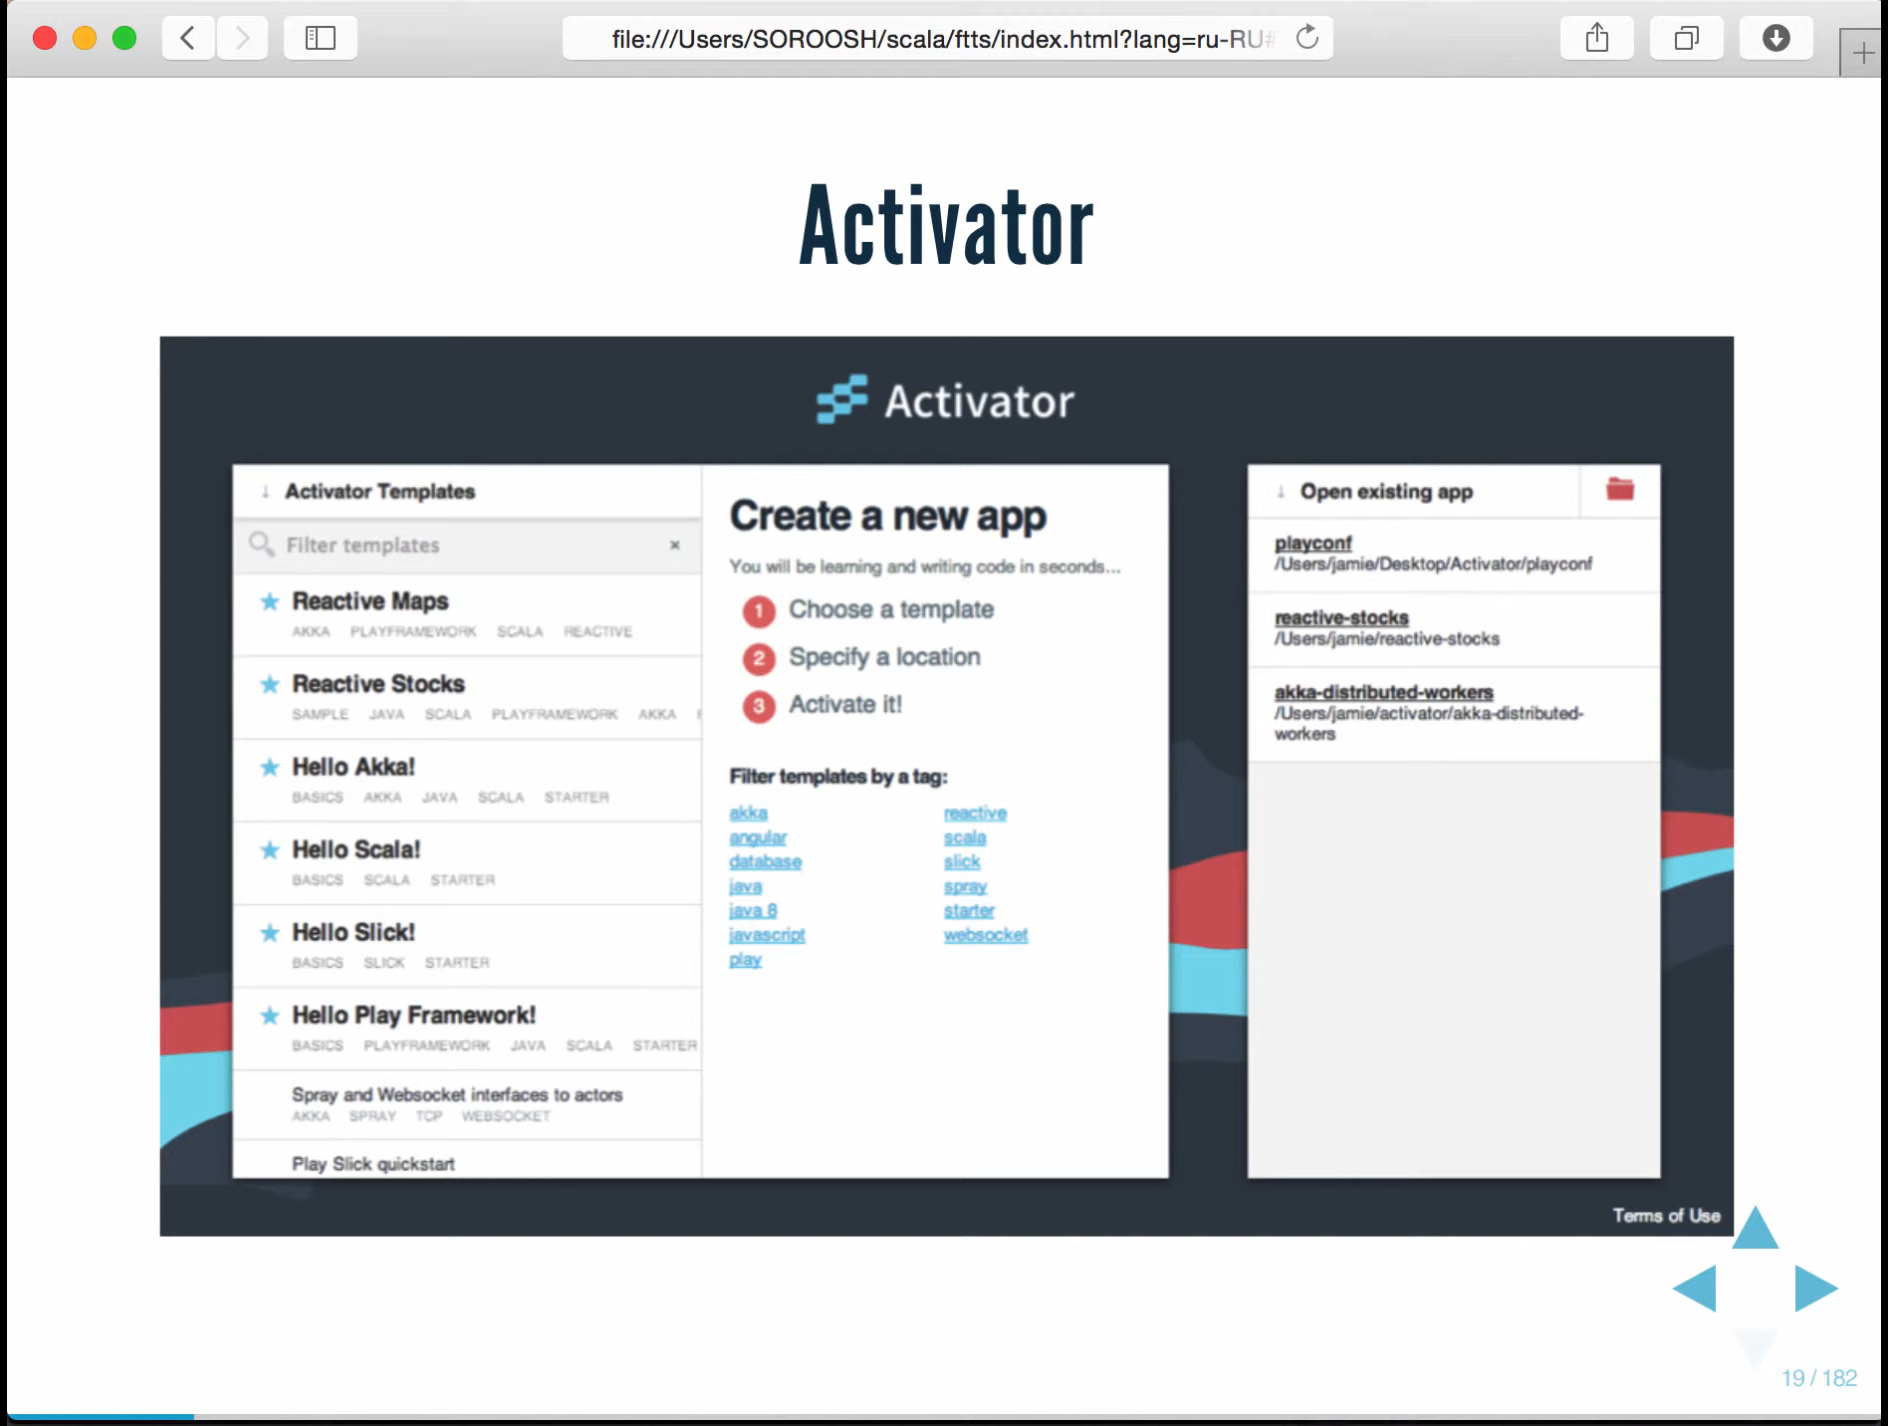 file:///Users/SOROOSH/scala/ftts/index.html?lang=ru-RU#
Activator
Activator
Activator Templates
Filter templates
Reactive Maps
AKKA PLAYFRAMEWORK SCALA REACTIVE
Reactive Stocks
SAMPLE JAVA SCALA PLAYFRAMEWORK AKKA
Hello Akka!
BASICS AKKA JAVA SCALA STARTER
Hello Scala!
BASICS SCALA STARTER
Hello Slick!
BASICS SLICK STARTER
Hello Play Framework!
BASICS PLAYFRAMEWORK JAVA SCALA STARTER
Spray and Websocket interfaces to actors
AKKA SPRAY TCP WEBSOCKET
Play Slick quickstart
Create a new app
You will be learning and writing code in seconds...
1 Choose a template
2 Specify a location
3 Activate it!
Filter templates by a tag:
akka
angular
database
java
java 8
javascript
play
reactive
scala
slick
spray
starter
websocket
Open existing app
playconf
/Users/jamie/Desktop/Activator/playconf
reactive-stocks
/Users/jamie/reactive-stocks
akka-distributed-workers
/Users/jamie/activator/akka-distributed-
workers
Terms of Use
19 / 182